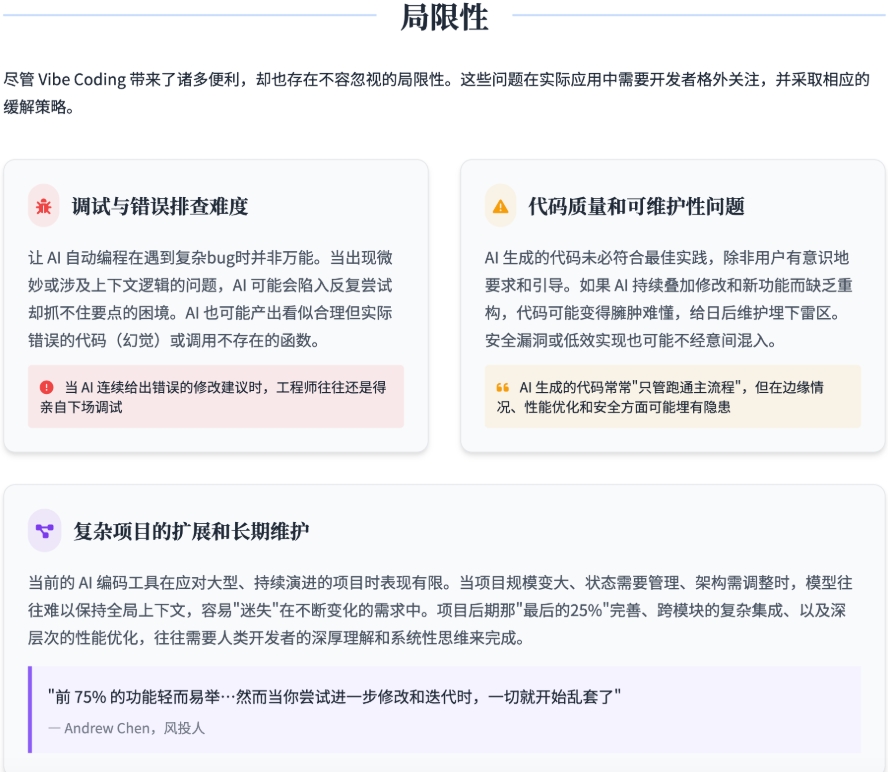 局限性
尽管 Vibe Coding 带来了诸多便利，却也存在不容忽视的局限性。这些问题在实际应用中需要开发者格外关注，并采取相应的
缓解策略。
调试与错误排查难度
让 AI 自动编程在遇到复杂bug时并非万能。当出现微
妙或涉及上下文逻辑的问题，AI 可能会陷入反复尝试
却抓不住要点的困境。AI 也可能产出看似合理但实际
错误的代码（幻觉）或调用不存在的函数。
当 AI 连续给出错误的修改建议时，工程师往往还是得
亲自下场调试
代码质量和可维护性问题
AI 生成的代码未必符合最佳实践，除非用户有意识地
要求和引导。如果 AI 持续叠加修改和新功能而缺乏重
构，代码可能变得臃肿难懂，给日后维护埋下雷区。
安全漏洞或低效实现也可能不经意间混入。
AI 生成的代码常常"只管跑通主流程"，但在边缘情
况、性能优化和安全方面可能埋有隐患
复杂项目的扩展和长期维护
当前的 AI 编码工具在应对大型、持续演进的项目时表现有限。当项目规模变大、状态需要管理、架构需调整时，模型往
往难以保持全局上下文，容易"迷失"在不断变化的需求中。项目后期那"最后的25%"完善、跨模块的复杂集成、以及深
层次的性能优化，往往需要人类开发者的深厚理解和系统性思维来完成。
"前 75% 的功能轻而易举…然而当你尝试进一步修改和迭代时，一切就开始乱套了"
— Andrew Chen，风投人